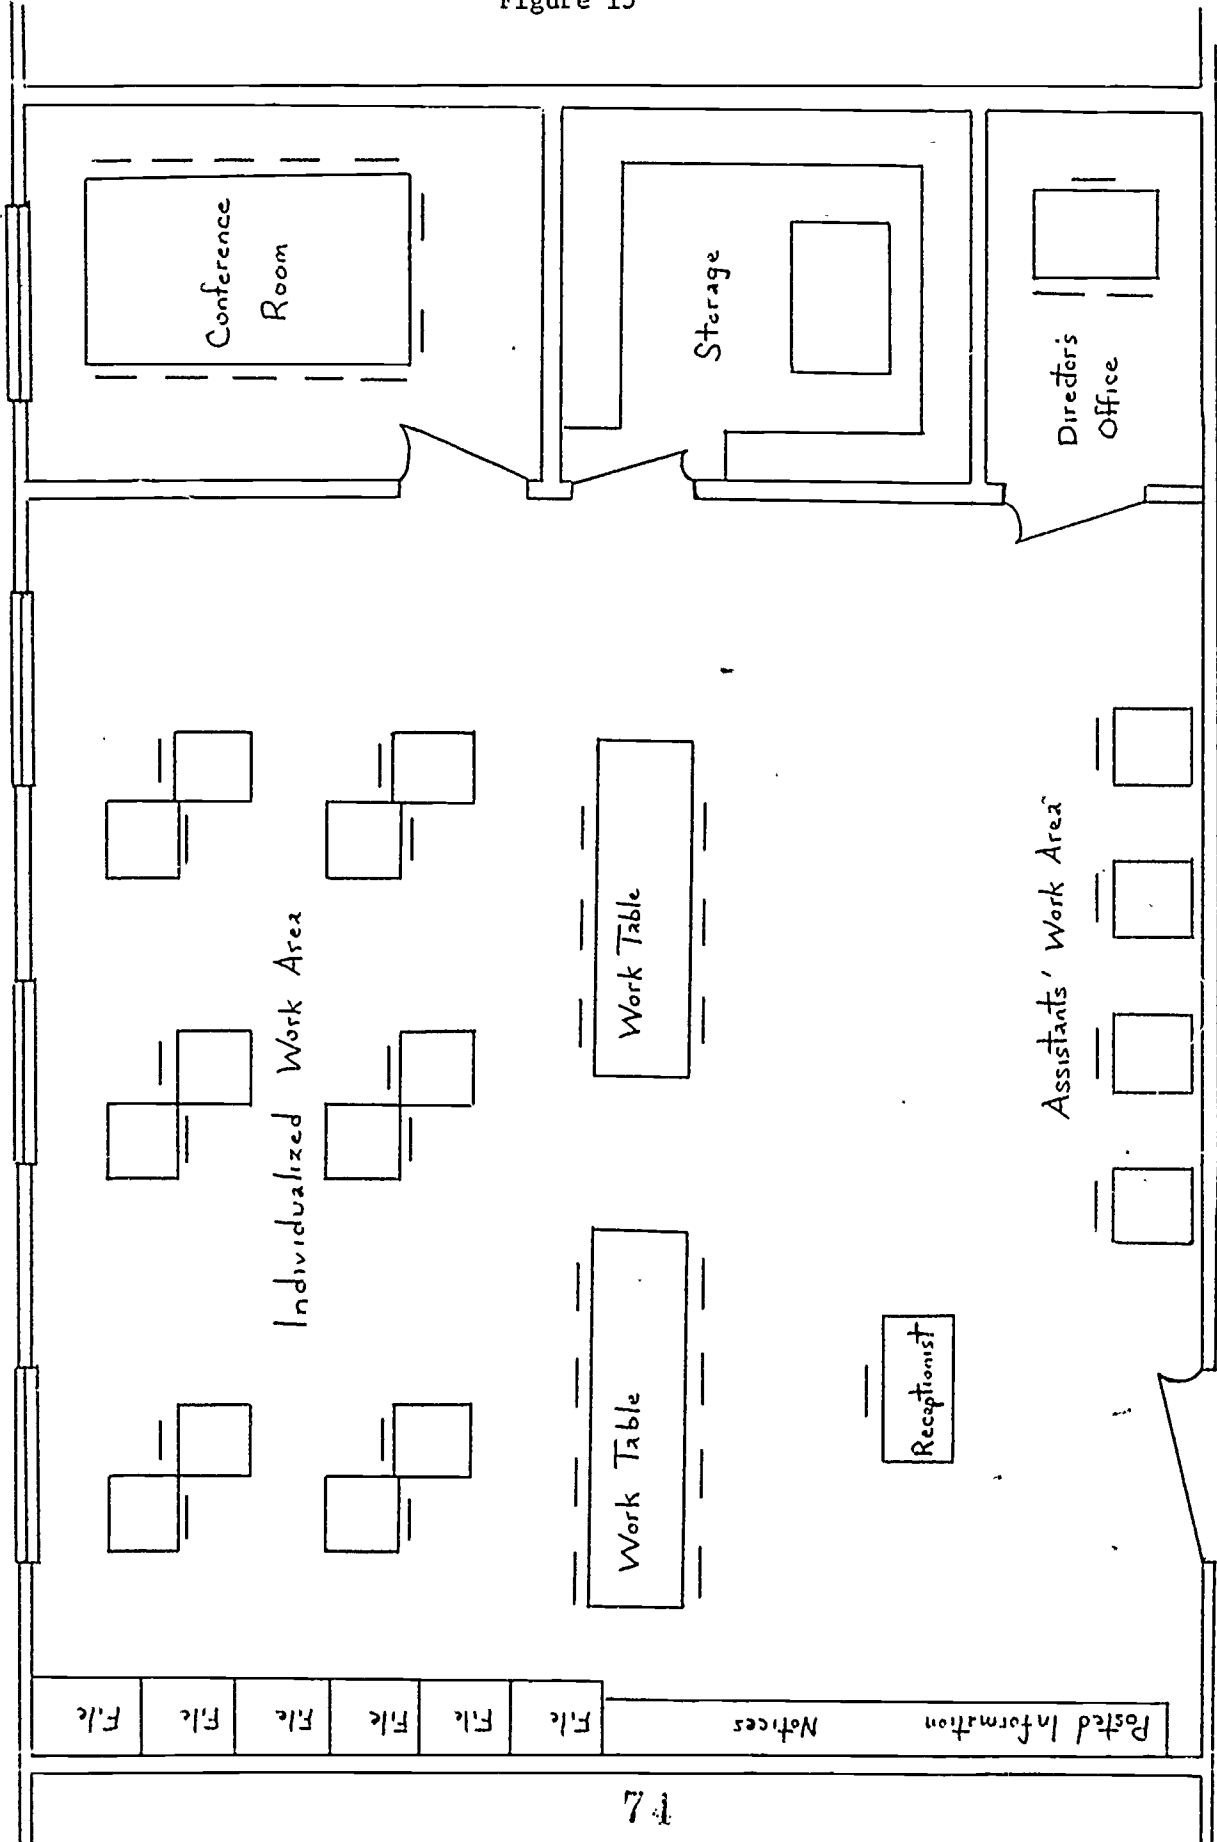 Figure 15
Conference
Room
Storage
Director's
Office
Individualized Work Area
Work Table
Work Table
Assistants' Work Area
Receptionist
File
File
File
File
File
File
Notices
Posted Information
74